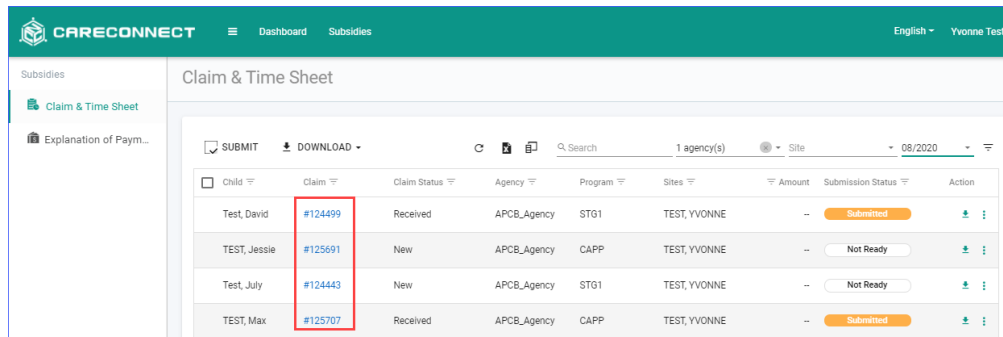 CARECONNECT Dashboard Subsidies English Yvonne Test
Subsidies
Claim & Time Sheet
Claim & Time Sheet
Explanation of Paym...
SUBMIT DOWNLOAD Search 1 agency(s) Site 08/2020
Child Claim Claim Status Agency Program Sites Amount Submission Status Action
Test, David #124499 Received APCB_Agency STG1 TEST, YVONNE -- Submitted
TEST, Jessie #125691 New APCB_Agency CAPP TEST, YVONNE -- Not Ready
Test, July #124443 New APCB_Agency STG1 TEST, YVONNE -- Not Ready
TEST, Max #125707 Received APCB_Agency CAPP TEST, YVONNE -- Submitted